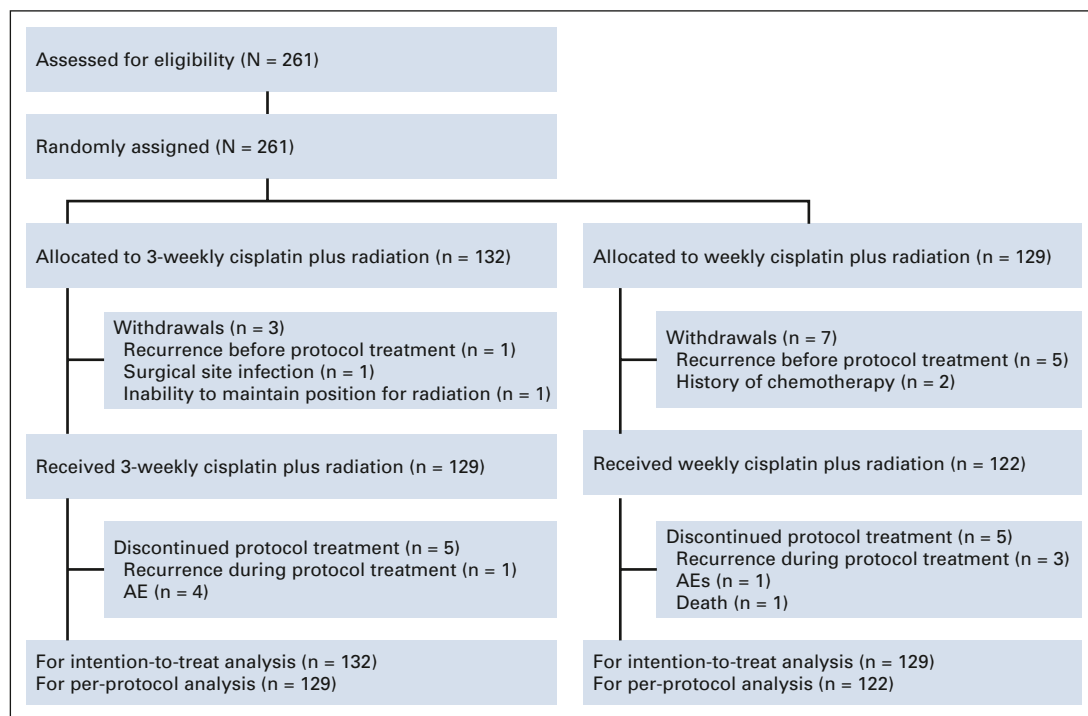 Assessed for eligibility (N = 261)
Randomly assigned (N = 261)
Allocated to 3-weekly cisplatin plus radiation (n = 132)
Withdrawals (n = 3)
Recurrence before protocol treatment (n = 1)
Surgical site infection (n = 1)
Inability to maintain position for radiation (n = 1)
Received 3-weekly cisplatin plus radiation (n = 129)
Discontinued protocol treatment (n = 5)
Recurrence during protocol treatment (n = 1)
AE (n = 4)
For intention-to-treat analysis (n = 132)
For per-protocol analysis (n = 129)
Allocated to weekly cisplatin plus radiation (n = 129)
Withdrawals (n = 7)
Recurrence before protocol treatment (n = 5)
History of chemotherapy (n = 2)
Received weekly cisplatin plus radiation (n = 122)
Discontinued protocol treatment (n = 5)
Recurrence during protocol treatment (n = 3)
AEs (n = 1)
Death (n = 1)
For intention-to-treat analysis (n = 129)
For per-protocol analysis (n = 122)